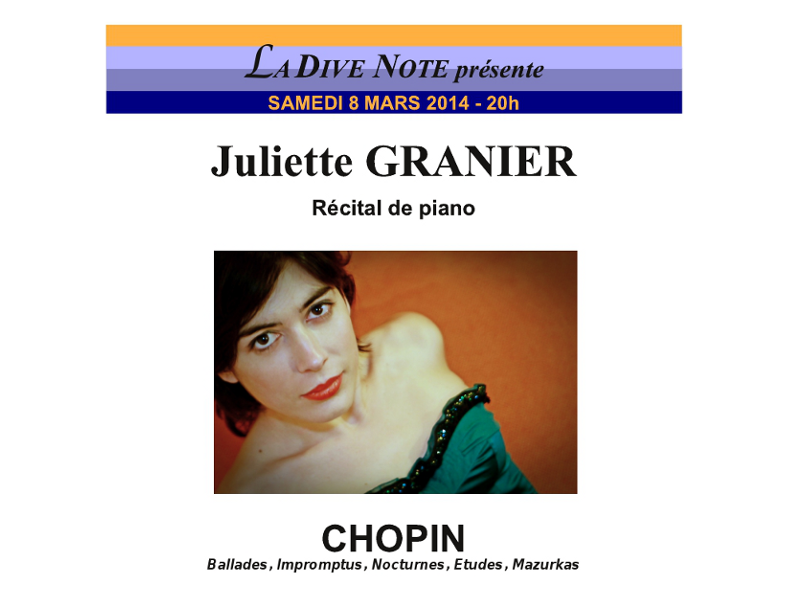 LA DIVE NOTE présente
SAMEDI 8 MARS 2014 - 20h
Juliette GRANIER
Récital de piano
CHOPIN
Ballades, Impromptus, Nocturnes, Etudes, Mazurkas